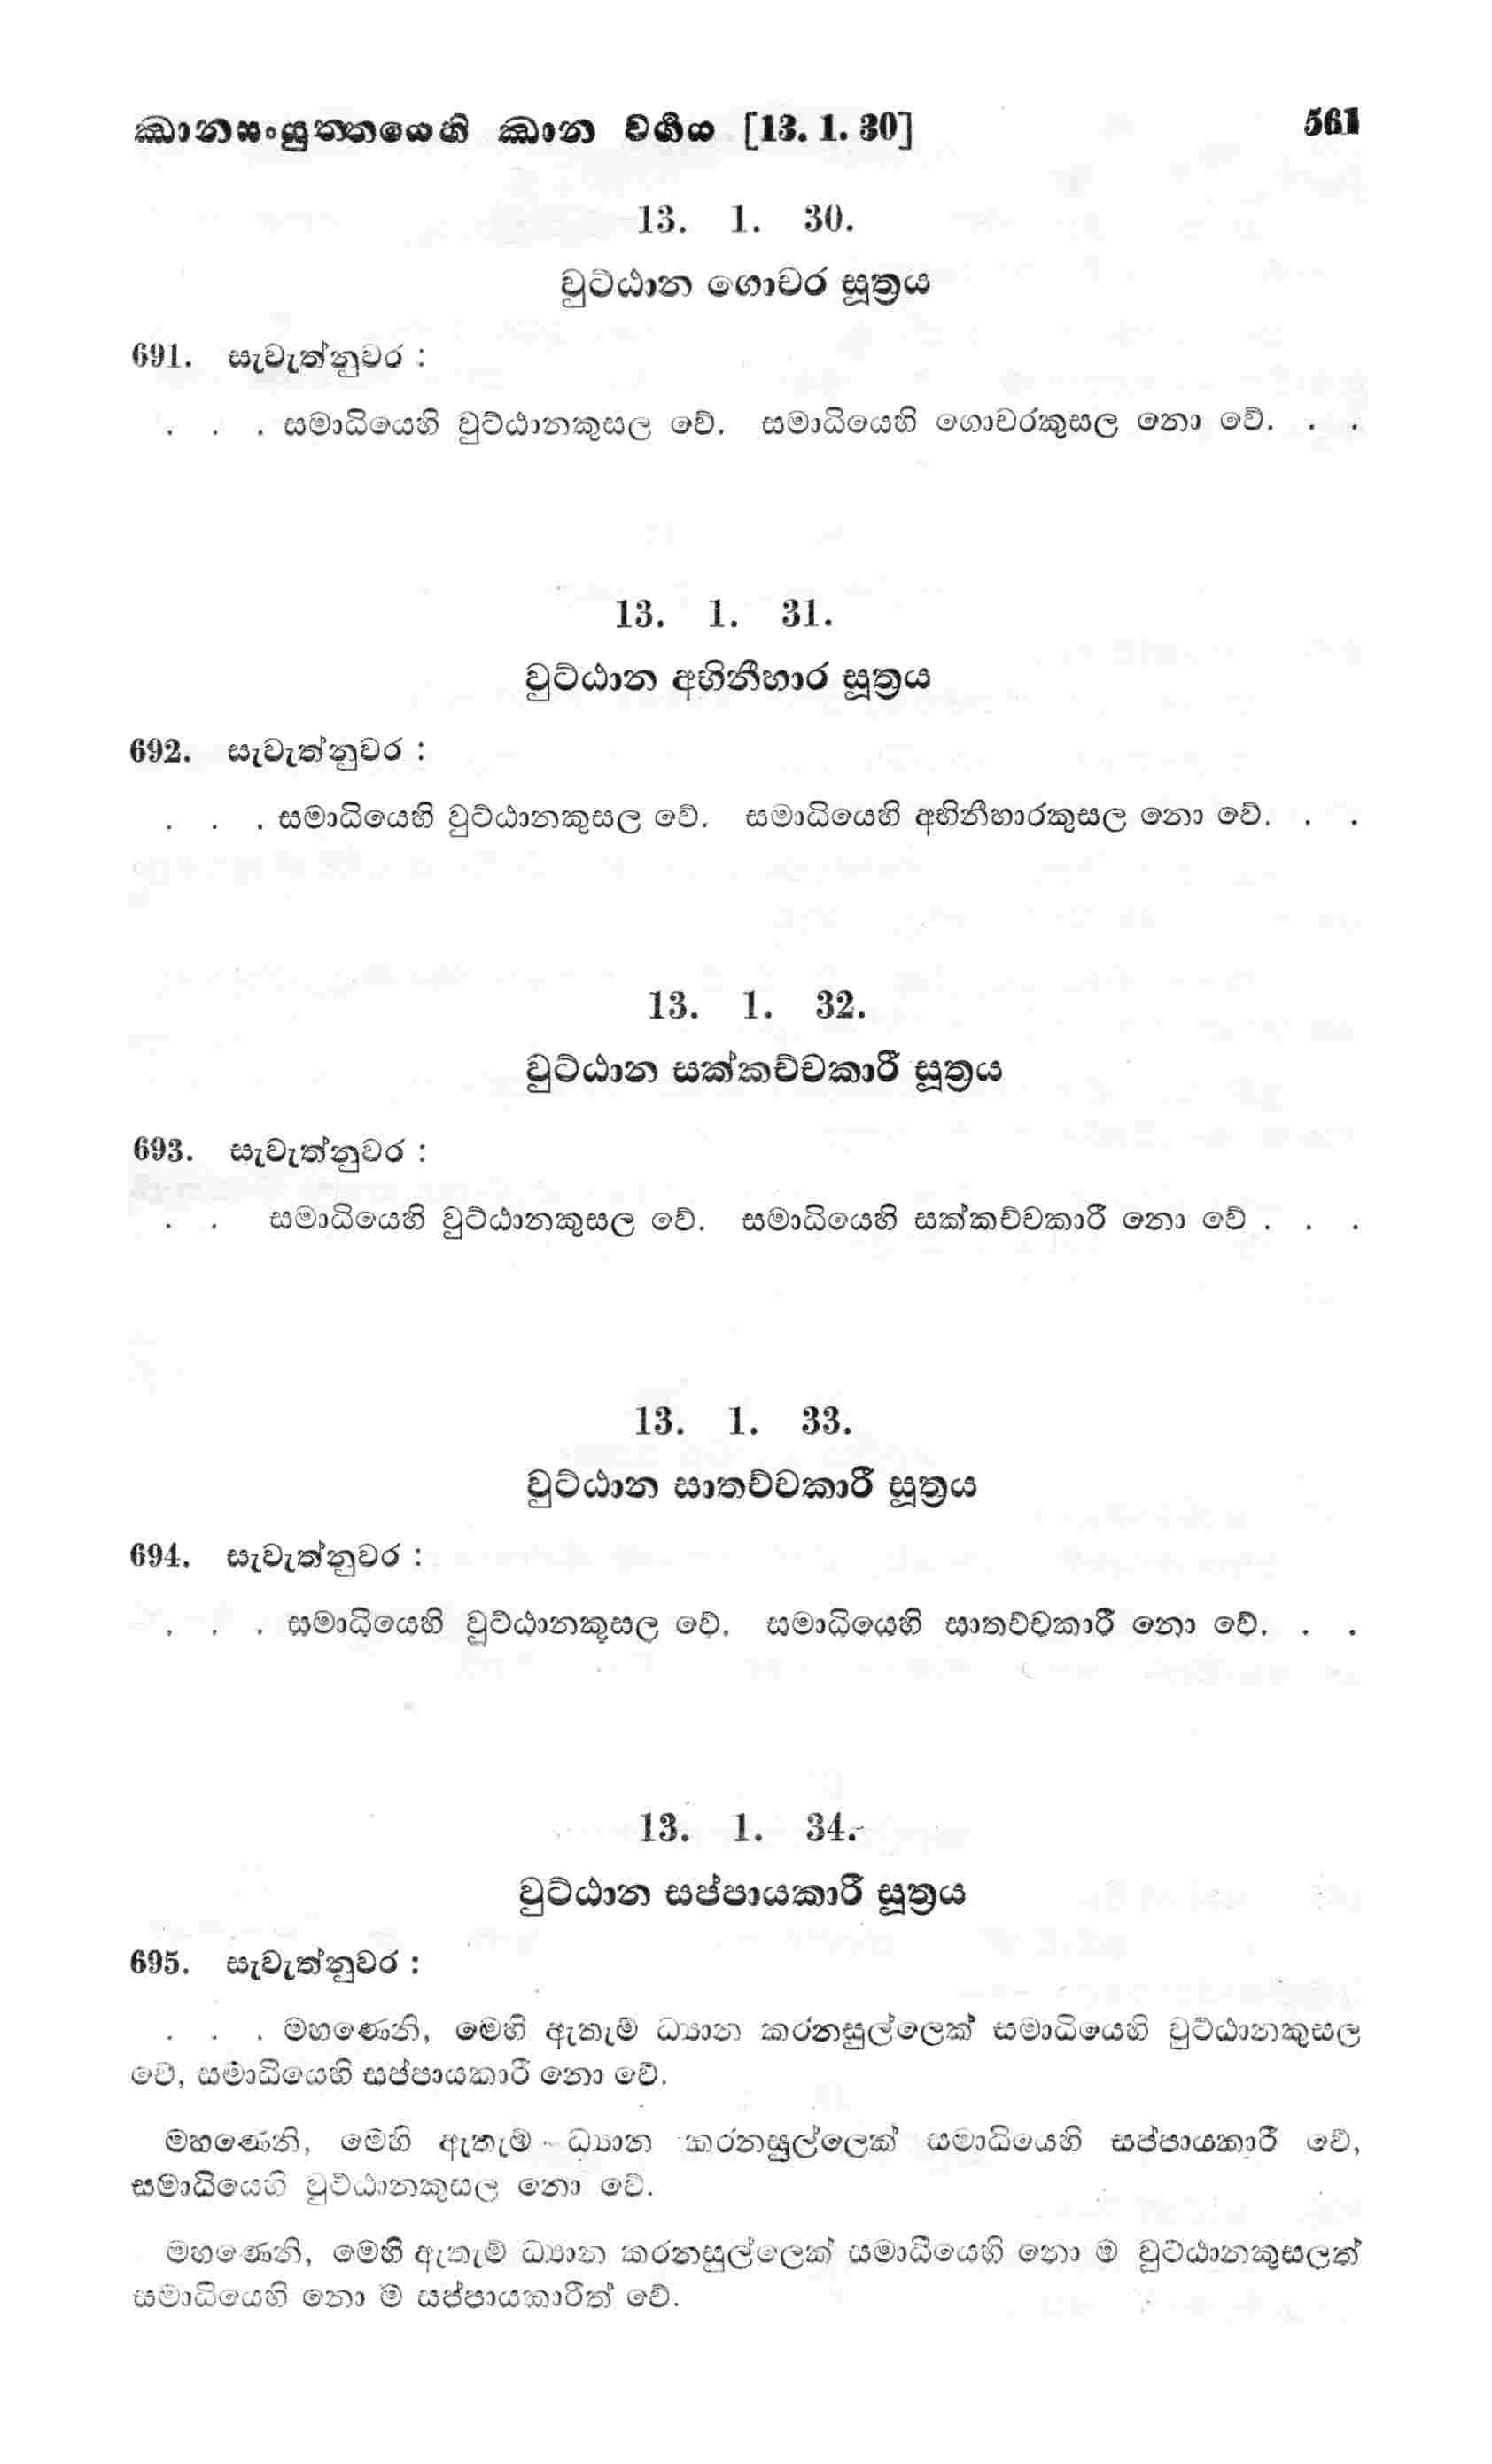 ඣානසංයුත්තයෙහි ඣාන වර්ගය [13. 1. 30] 561
13. 1. 30.
වුට්ඨාන ගොචර සූත්‍රය
691. සැවැත්නුවර :
. . . සමාධියෙහි වුට්ඨානකුසල වේ. සමාධියෙහි ගොචරකුසල නො වේ. . .
13. 1. 31.
වුට්ඨාන අභිනීහාර සූත්‍රය
692. සැවැත්නුවර :
. . . සමාධියෙහි වුට්ඨානකුසල වේ. සමාධියෙහි අභිනීහාරකුසල නො වේ. . .
13. 1. 32.
වුට්ඨාන සක්කච්චකාරී සූත්‍රය
693. සැවැත්නුවර :
. . සමාධියෙහි වුට්ඨානකුසල වේ. සමාධියෙහි සක්කච්චකාරී නො වේ . . .
13. 1. 33.
වුට්ඨාන සාතච්චකාරී සූත්‍රය
694. සැවැත්නුවර :
. . . සමාධියෙහි වුට්ඨානකුසල වේ. සමාධියෙහි සාතච්චකාරී නො වේ. . .
13. 1. 34.
වුට්ඨාන සප්පායකාරී සූත්‍රය
695. සැවැත්නුවර :
. . . මහණෙනි, මෙහි ඇතැම් ධ්‍යාන කරනසුල්ලෙක් සමාධියෙහි වුට්ඨානකුසල
වේ, සමාධියෙහි සප්පායකාරී නො වේ.
මහණෙනි, මෙහි ඇතැම් ධ්‍යාන කරනසුල්ලෙක් සමාධියෙහි සප්පායකාරී වේ,
සමාධියෙහි වුට්ඨානකුසල නො වේ.
මහණෙනි, මෙහි ඇතැම් ධ්‍යාන කරනසුල්ලෙක් සමාධියෙහි නො ම වුට්ඨානකුසලත්
සමාධියෙහි නො ම සප්පායකාරීත් වේ.